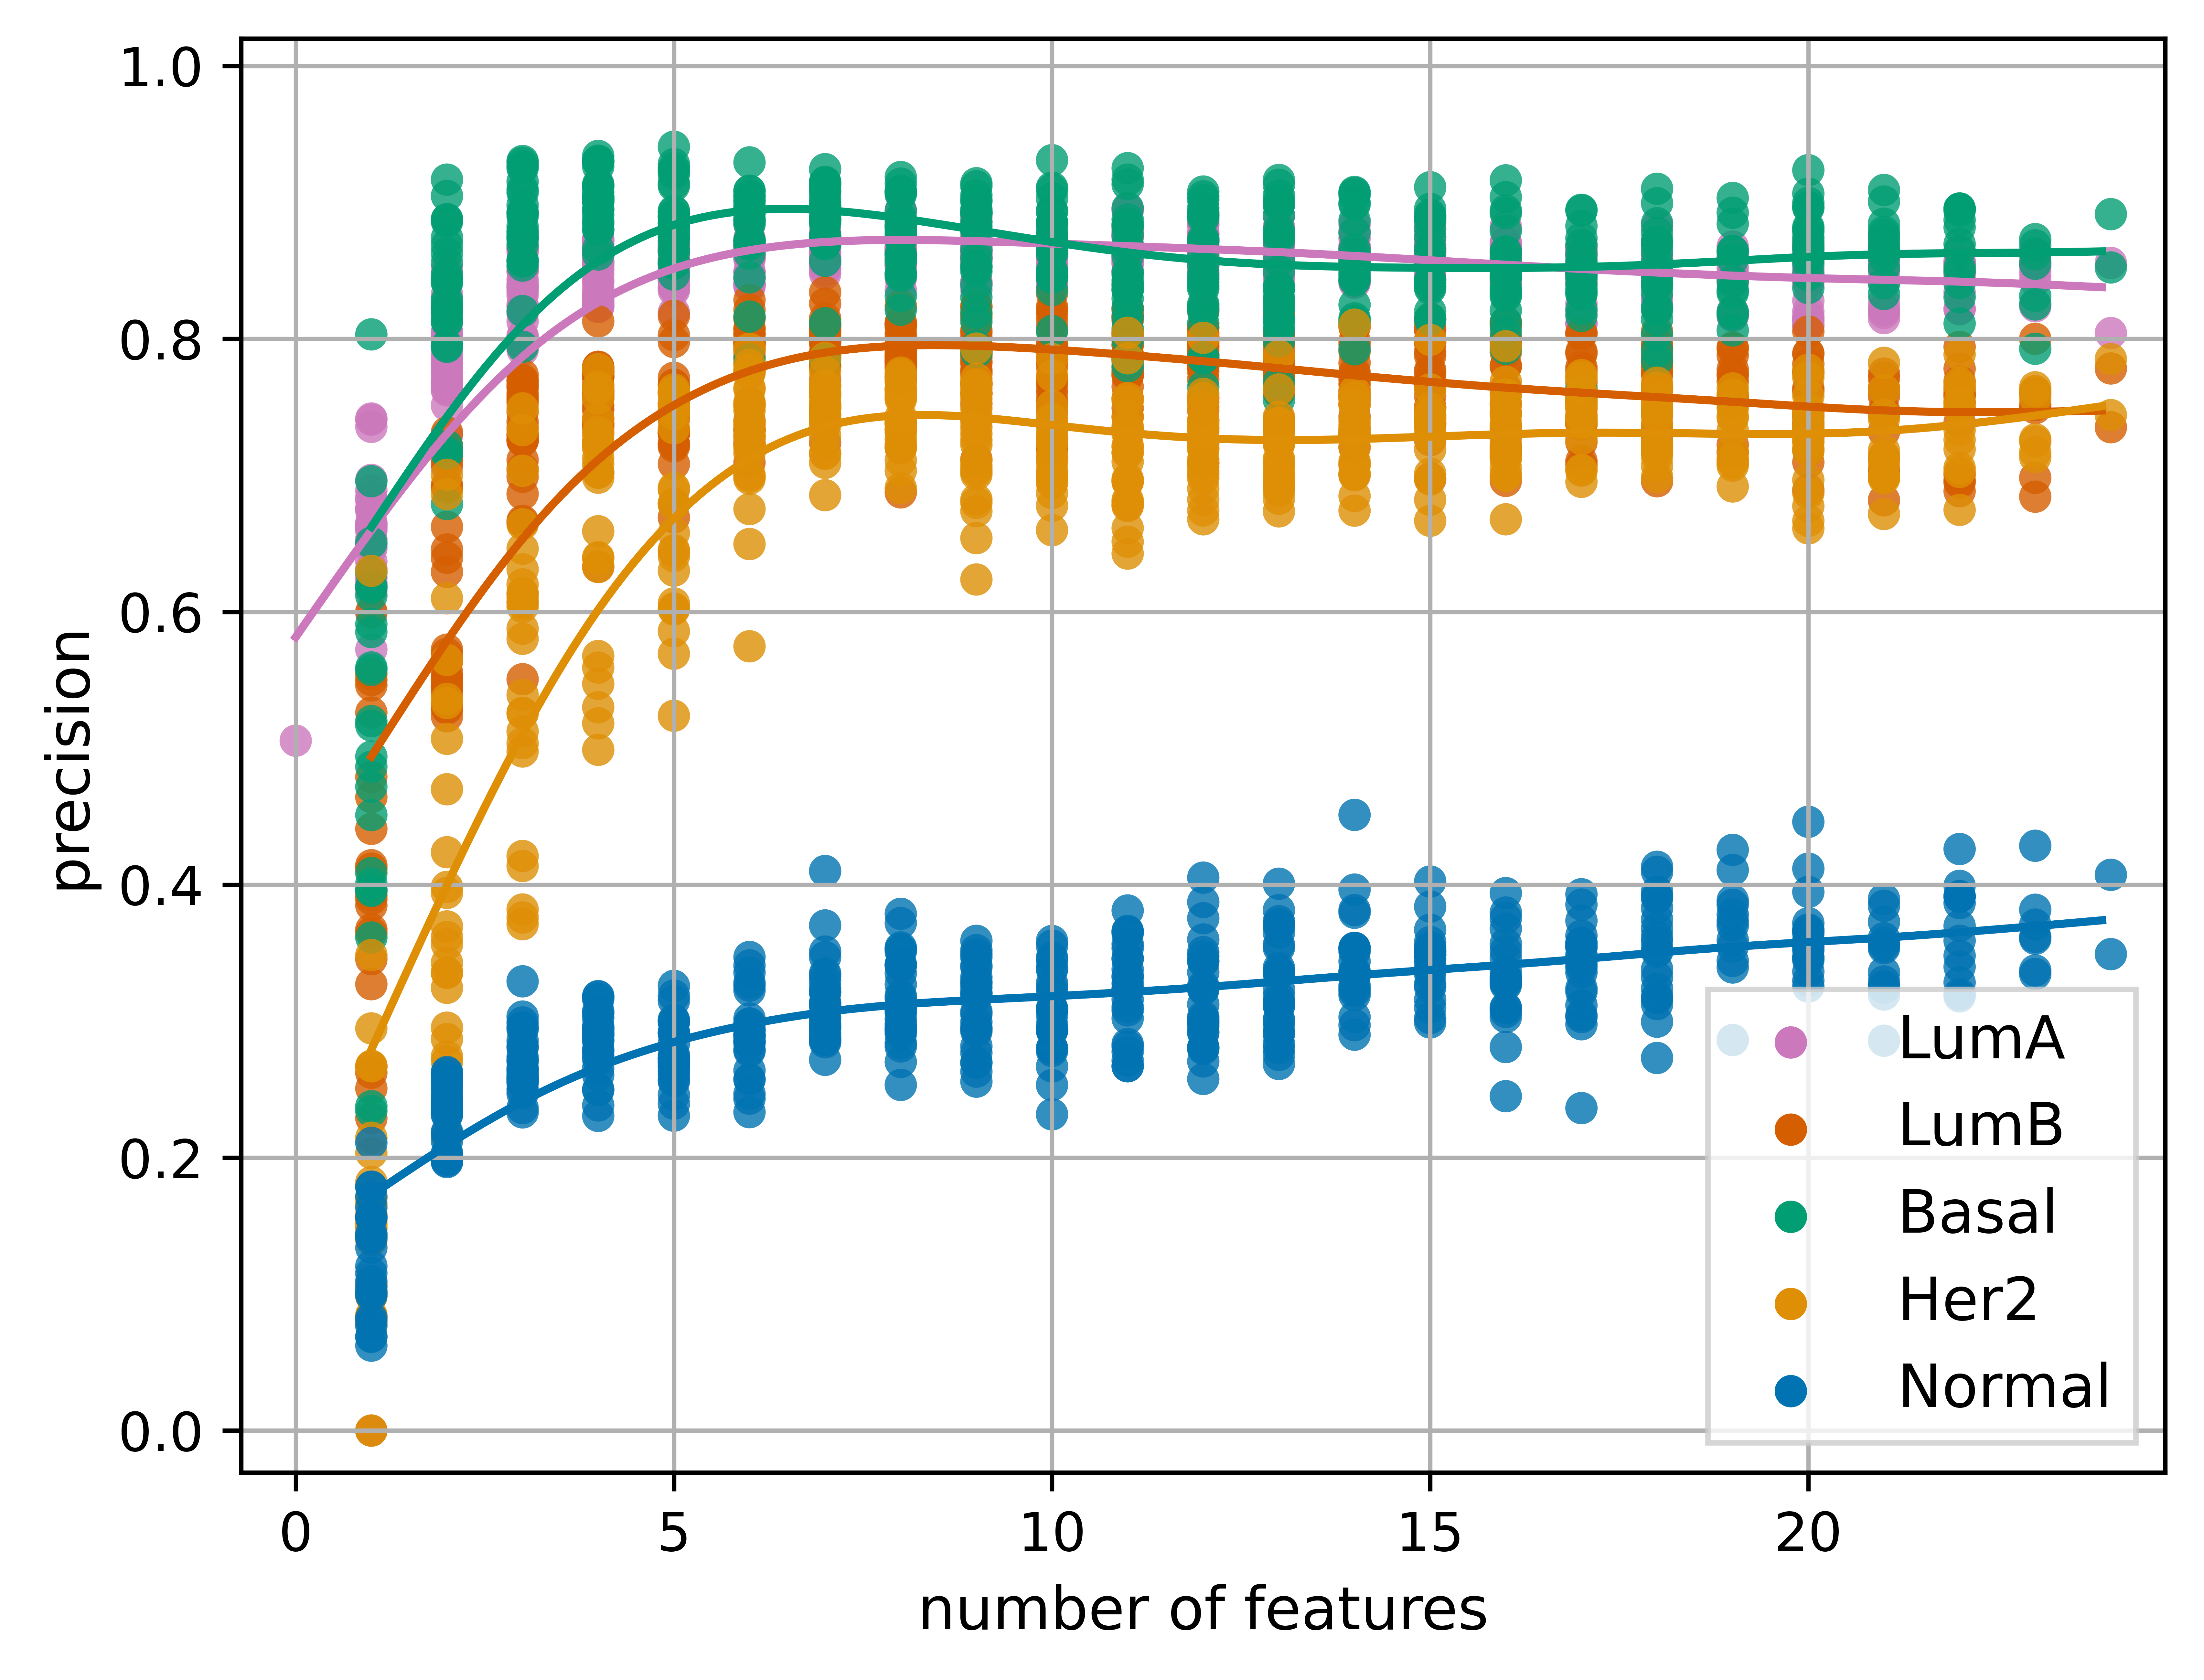 1.0
0.8
0.6
0.4
0.2
0.0
precision
0 5 10 15 20
number of features
LumA
LumB
Basal
Her2
Normal